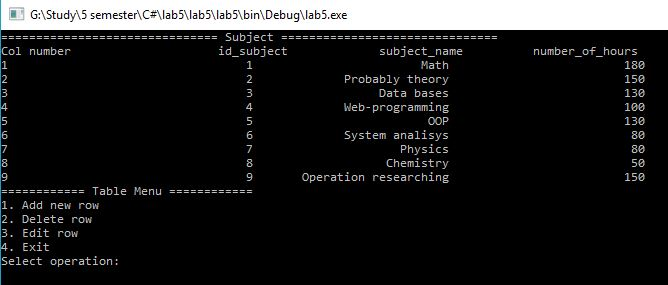 G:\Study\5 semester\C#\lab5\lab5\lab5\bin\Debug\lab5.exe
=============================== Subject ===============================
Col number id_subject subject_name number_of_hours
1 1 Math 180
2 2 Probably theory 150
3 3 Data bases 130
4 4 Web-programming 100
5 5 OOP 130
6 6 System analisys 80
7 7 Physics 80
8 8 Chemistry 50
9 9 Operation researching 150
============ Table Menu ============
1. Add new row
2. Delete row
3. Edit row
4. Exit
Select operation: